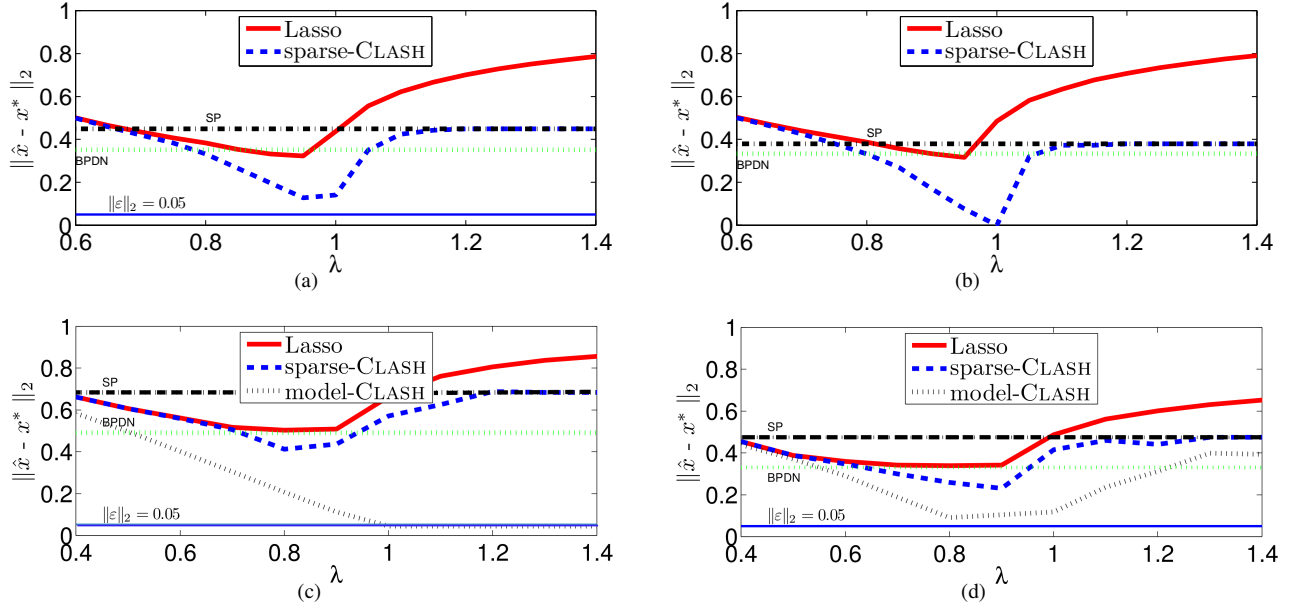 1
0.8
0.6
0.4
0.2
0
‖x̂ - x* ‖₂
Lasso
sparse-CLASH
SP
BPDN
‖ε‖₂ = 0.05
0.6 0.8 1 1.2 1.4
λ
(a)
1
0.8
0.6
0.4
0.2
0
‖x̂ - x* ‖₂
Lasso
sparse-CLASH
SP
BPDN
0.6 0.8 1 1.2 1.4
λ
(b)
1
0.8
0.6
0.4
0.2
0
‖x̂ - x* ‖₂
Lasso
sparse-CLASH
model-CLASH
SP
BPDN
‖ε‖₂ = 0.05
0.4 0.6 0.8 1 1.2 1.4
λ
(c)
1
0.8
0.6
0.4
0.2
0
‖x̂ - x* ‖₂
Lasso
sparse-CLASH
model-CLASH
SP
BPDN
‖ε‖₂ = 0.05
0.4 0.6 0.8 1 1.2 1.4
λ
(d)